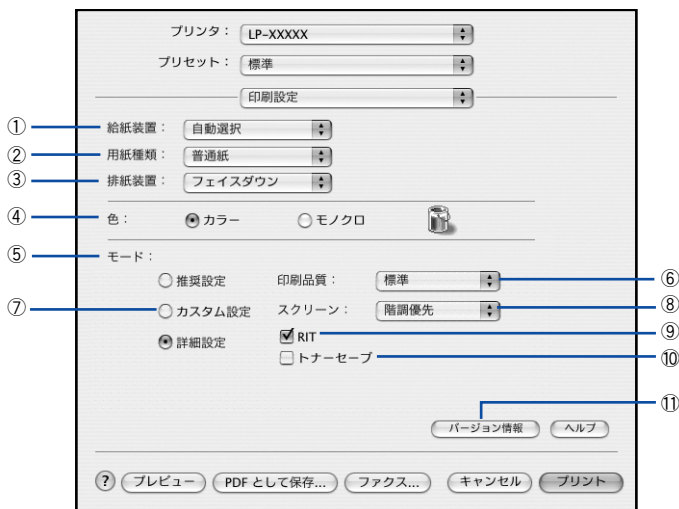 プリンタ： LP-XXXXX
プリセット： 標準
印刷設定
① 給紙装置： 自動選択
② 用紙種類： 普通紙
③ 排紙装置： フェイスダウン
④ 色： カラー モノクロ
⑤ モード：
推奨設定 印刷品質： 標準 ⑥
⑦ カスタム設定 スクリーン： 階調優先 ⑧
詳細設定 RIT ⑨
トナーセーブ ⑩
⑪
バージョン情報 ヘルプ
? プレビュー PDF として保存... ファクス... キャンセル プリント